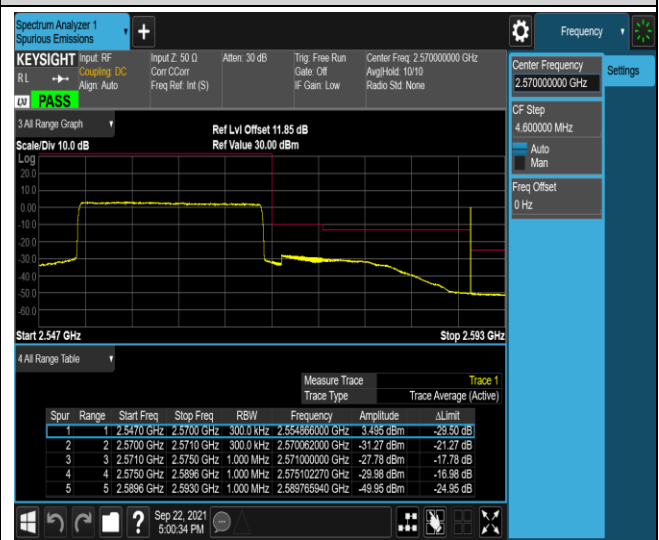 Spectrum Analyzer 1
Spurious Emissions
Frequency
KEYSIGHT
Input: RF
Coupling: DC
Align: Auto
Input Z: 50 Ω
Corr CCorr
Freq Ref: Int (S)
Atten: 30 dB
Trig: Free Run
Gate: Off
IF Gain: Low
Center Freq: 2.570000000 GHz
Avg|Hold: 10/10
Radio Std: None
R L
LXI
PASS
Center Frequency
2.570000000 GHz
Settings
CF Step
4.600000 MHz
Auto
Man
Freq Offset
0 Hz
3 All Range Graph
Ref Lvl Offset 11.85 dB
Scale/Div 10.0 dB
Ref Value 30.00 dBm
Log
20.0
10.0
0.00
-10.0
-20.0
-30.0
-40.0
-50.0
-60.0
Start 2.547 GHz
Stop 2.593 GHz
4 All Range Table
Measure Trace Trace 1
Trace Type Trace Average (Active)
Spur Range Start Freq Stop Freq RBW Frequency Amplitude ΔLimit
1 1 2.5470 GHz 2.5700 GHz 300.0 kHz 2.554866000 GHz 3.495 dBm -29.50 dB
2 2 2.5700 GHz 2.5710 GHz 300.0 kHz 2.570062000 GHz -31.27 dBm -21.27 dB
3 3 2.5710 GHz 2.5750 GHz 1.000 MHz 2.571000000 GHz -27.78 dBm -17.78 dB
4 4 2.5750 GHz 2.5896 GHz 1.000 MHz 2.575102270 GHz -29.98 dBm -16.98 dB
5 5 2.5896 GHz 2.5930 GHz 1.000 MHz 2.589765940 GHz -49.95 dBm -24.95 dB
?
Sep 22, 2021
5:00:34 PM